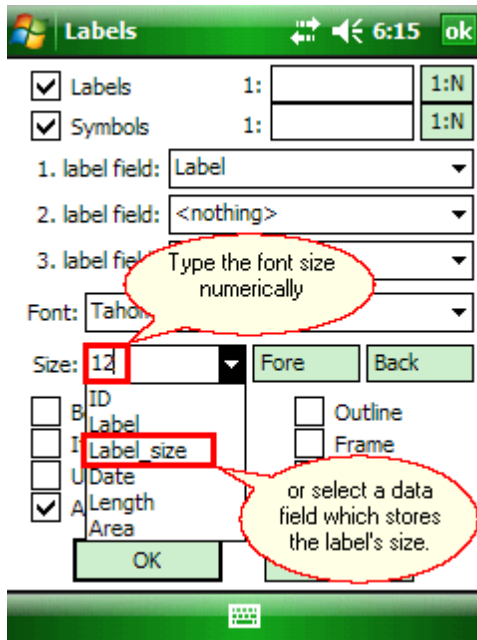 Labels 6:15 ok
Labels 1: 1:N
Symbols 1: 1:N
1. label field: Label
2. label field: <nothing>
3. label
Type the font size
numerically
Font:
Size: 12 Fore Back
ID
Label
Label_size
Date
Length
Area
Outline
Frame
or select a data
field which stores
the label's size.
OK